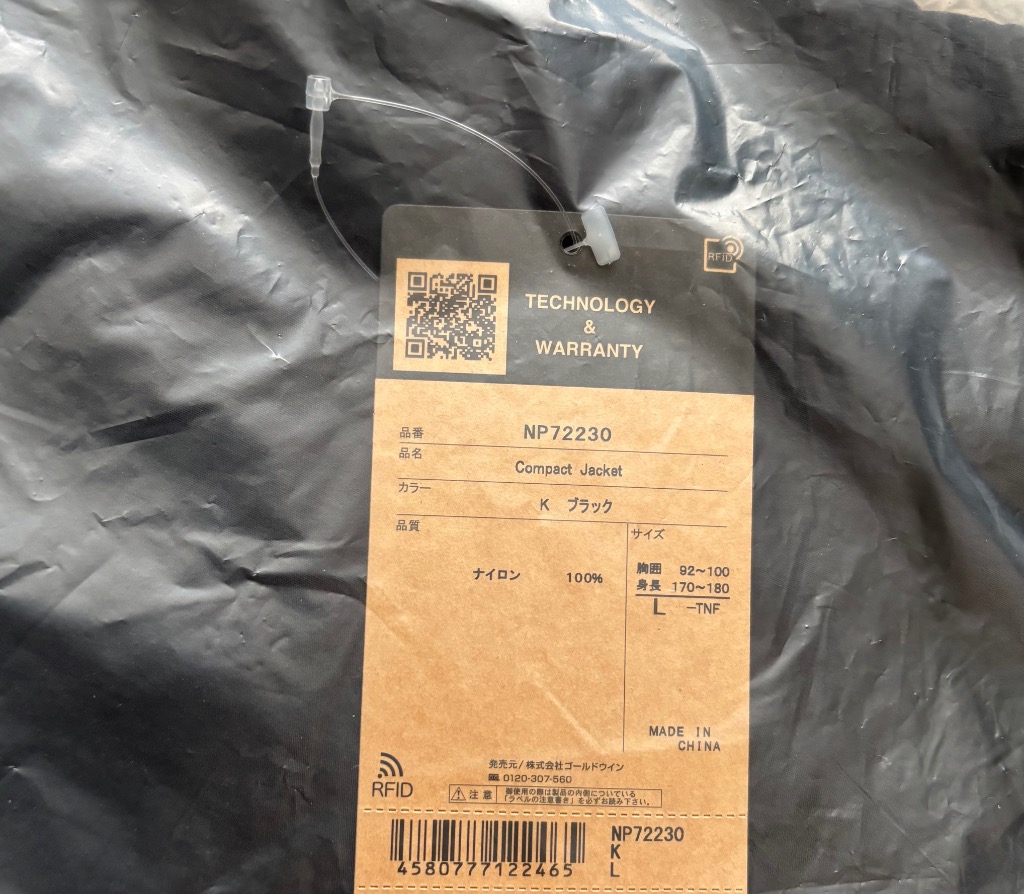 RFID
TECHNOLOGY
&
WARRANTY
品番 NP72230
品名 Compact Jacket
カラー K ブラック
品質 サイズ
ナイロン 100%
胸囲 92~100
身長 170~180
L -TNF
MADE IN
CHINA
発売元/株式会社ゴールドウイン
0120-307-560
RFID
注意
御使用の際は製品の内側についている
「ラベルの注意書き」を必ずお読み下さい。
NP72230
K
L
4580777122465